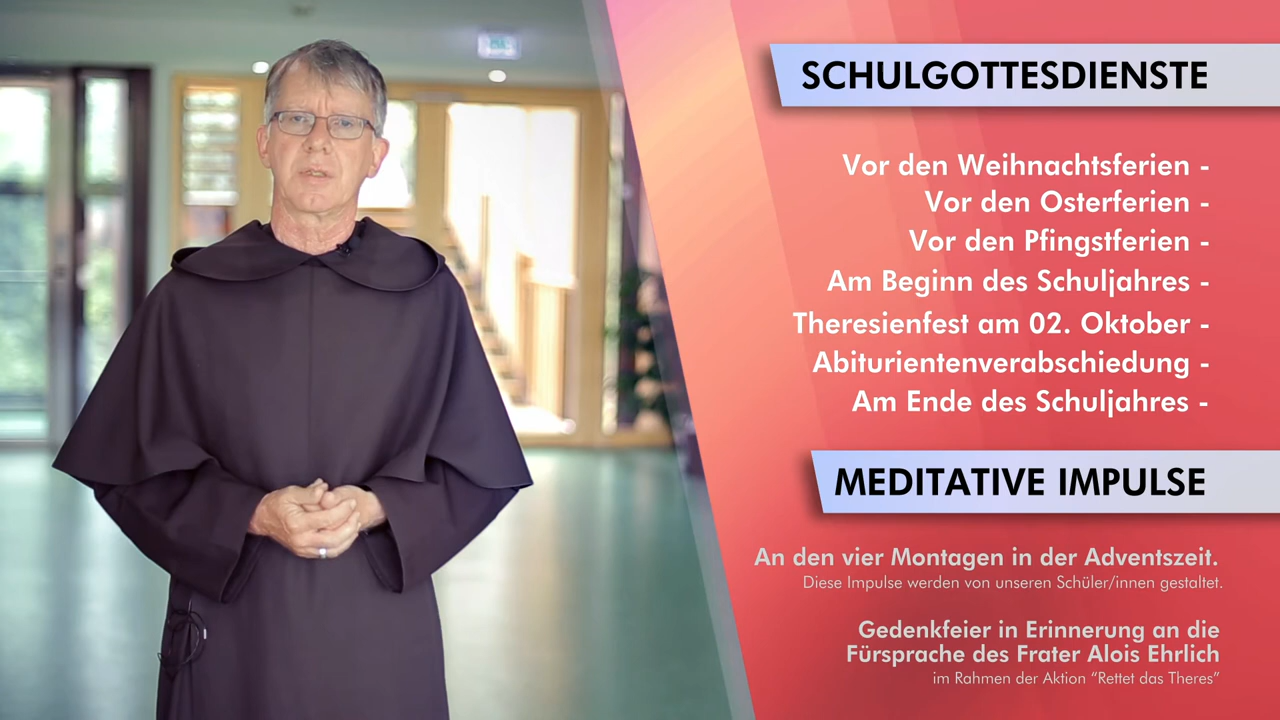 SCHULGOTTESDIENSTE
Vor den Weihnachtsferien -
Vor den Osterferien -
Vor den Pfingstferien -
Am Beginn des Schuljahres -
Theresienfest am 02. Oktober -
Abiturientenverabschiedung -
Am Ende des Schuljahres -
MEDITATIVE IMPULSE
An den vier Montagen in der Adventszeit.
Diese Impulse werden von unseren Schüler/innen gestaltet.
Gedenkfeier in Erinnerung an die
Fürsprache des Frater Alois Ehrlich
im Rahmen der Aktion “Rettet das Theres”